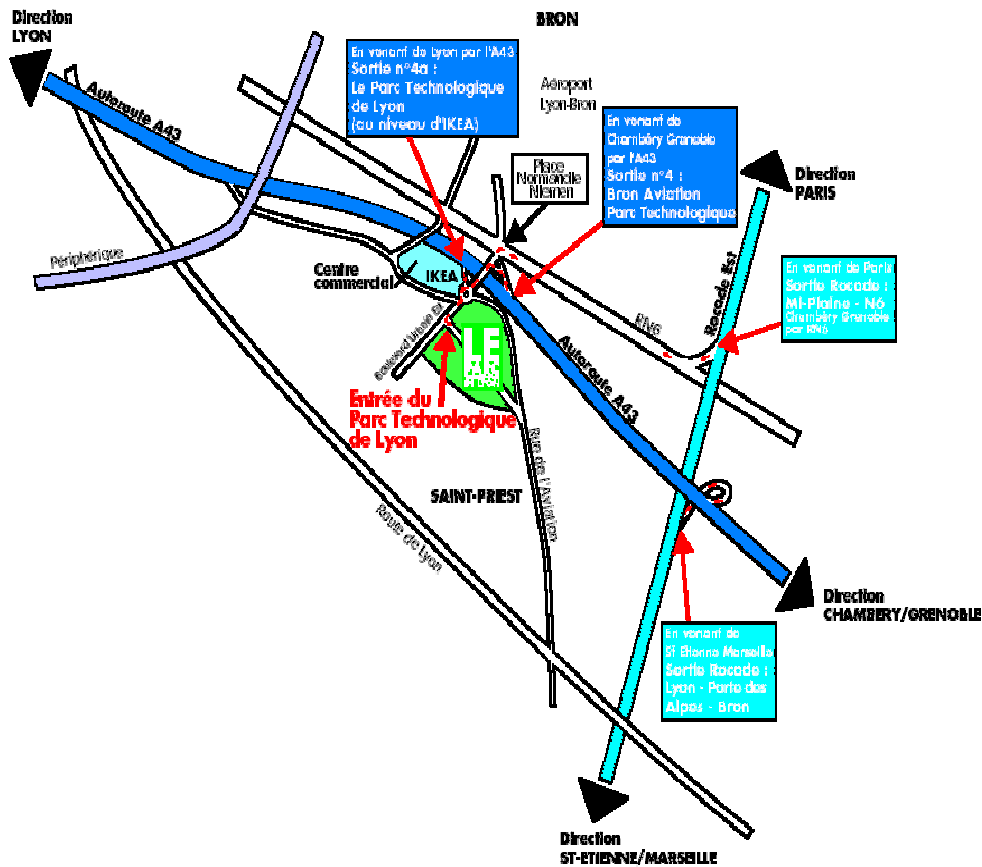 Direction
LYON
BRON
En venant de Lyon par l'A43
Sortie n°4a :
Le Parc Technologique
de Lyon
(au niveau d'IKEA)
Aéroport
Lyon-Bron
En venant de
Chambéry Grenoble
par l'A43
Sortie n°4 :
Bron Aviation
Parc Technologique
Autoroute A43
Place
Normandie
Niemen
Direction
PARIS
Périphérique
Centre
commercial
IKEA
Rocade Est
En venant de Paris
Sortie Rocade :
Mi-Plaine - N6
Chambéry Grenoble
par RN6
RN6
Boulevard Urbain Est
LE
PARC
Autoroute A43
Entrée du
Parc Technologique
de Lyon
Rue de l'Aviation
SAINT-PRIEST
Route de Lyon
Direction
CHAMBERY/GRENOBLE
En venant de
St Etienne Marseille
Sortie Rocade :
Lyon - Porte des
Alpes - Bron
Direction
ST-ETIENNE/MARSEILLE